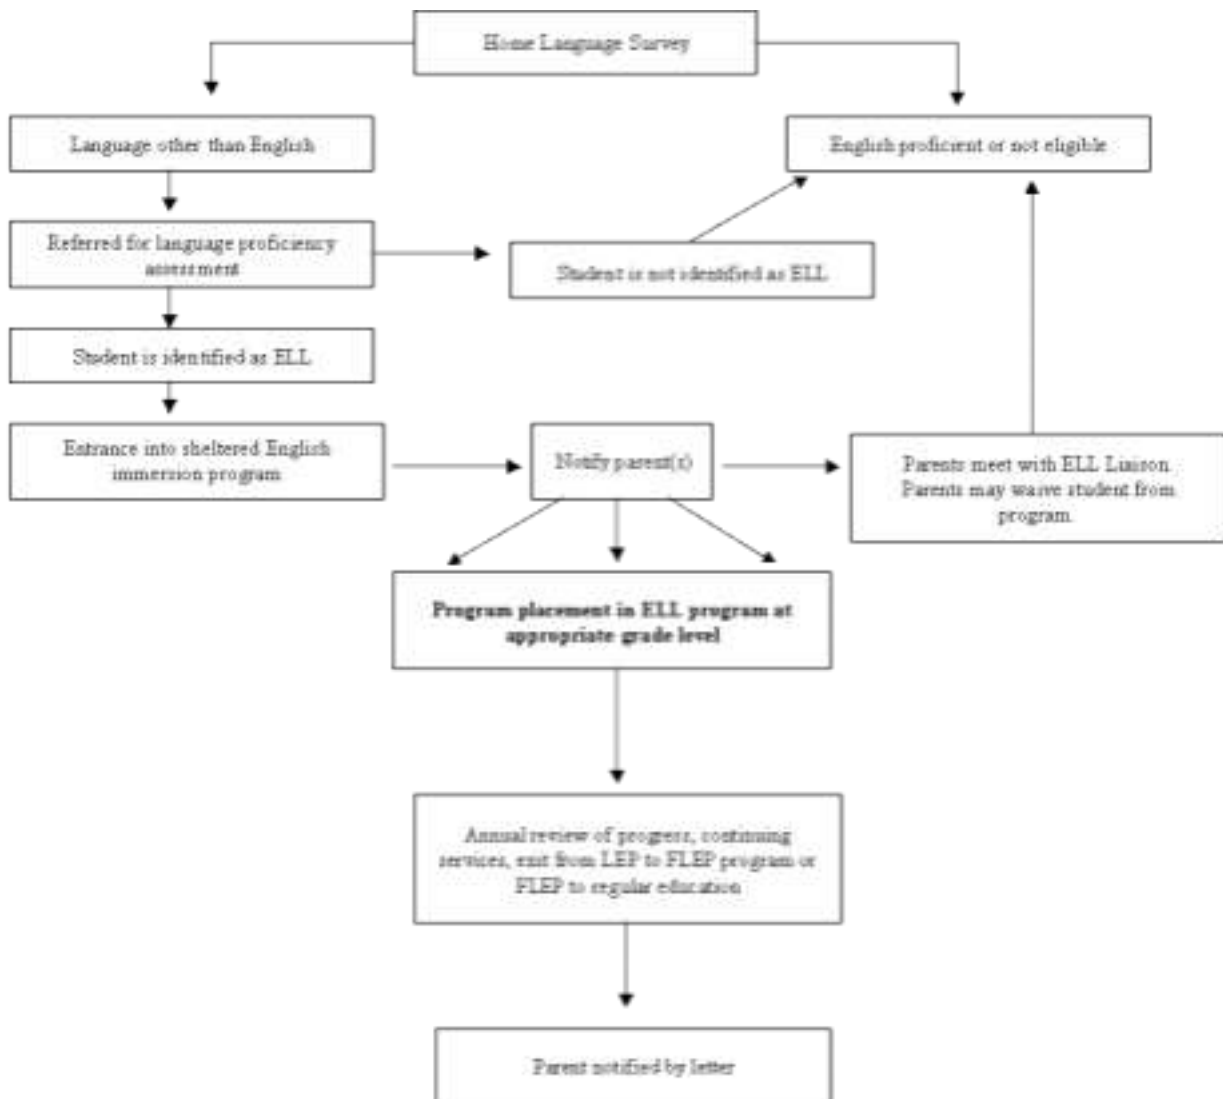 Home Language Survey
Language other than English
English proficient or not eligible
Referred for language proficiency
assessment
Student is not identified as ELL
Student is identified as ELL
Entrance into sheltered English
immersion program
Notify parent(s)
Parents meet with ELL Liaison
Parents may waive student from
program.
Program placement in ELL program at
appropriate grade level
Annual review of progress, continuing
services, exit from LEP to FLEP program or
FLEP to regular education
Parent notified by letter